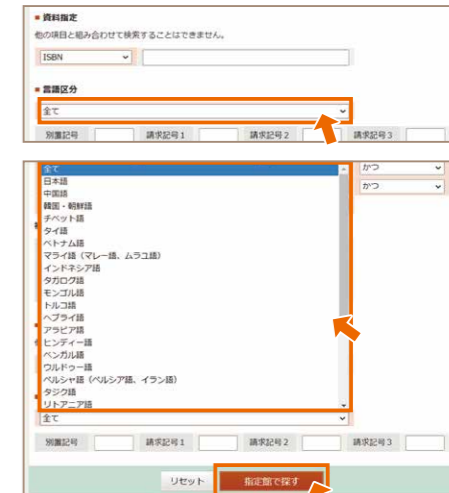 ■ 資料指定
他の項目と組み合わせて検索することはできません。
ISBN
■ 言語区分
全て
別置記号 請求記号1 請求記号2 請求記号3
全て かつ
日本語
中国語 かつ
韓国・朝鮮語
チベット語
タイ語
ベトナム語
マライ語（マレー語、ムラユ語）
インドネシア語
タガログ語
モンゴル語
トルコ語
ヘブライ語
アラビア語
ヒンディー語
ベンガル語
ウルドゥー語
ペルシャ語（ペルシア語、イラン語）
タジク語
リトアニア語
全て
別置記号 請求記号1 請求記号2 請求記号3
リセット 指定館で探す